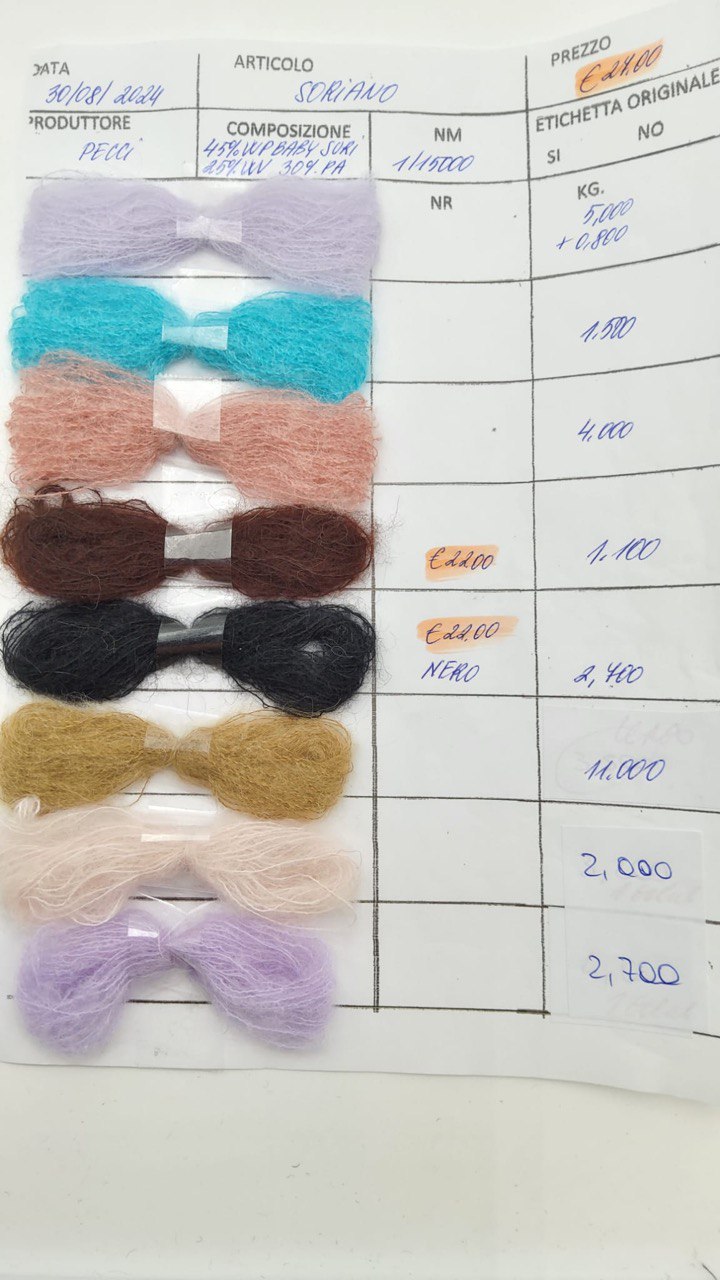 DATA
30/08/2024
ARTICOLO
SORIANO
PREZZO
€ 24,00
PRODUTTORE
PECCI
COMPOSIZIONE
45% WP BABY SURI
25% WV 30% PA
NM
1/15000
ETICHETTA ORIGINALE
SI NO
NR
KG.
5,000
+ 0,800
1.500
4,000
€ 22,00
1.100
€ 22,00
NERO
2,400
11.000
2,000
2,700